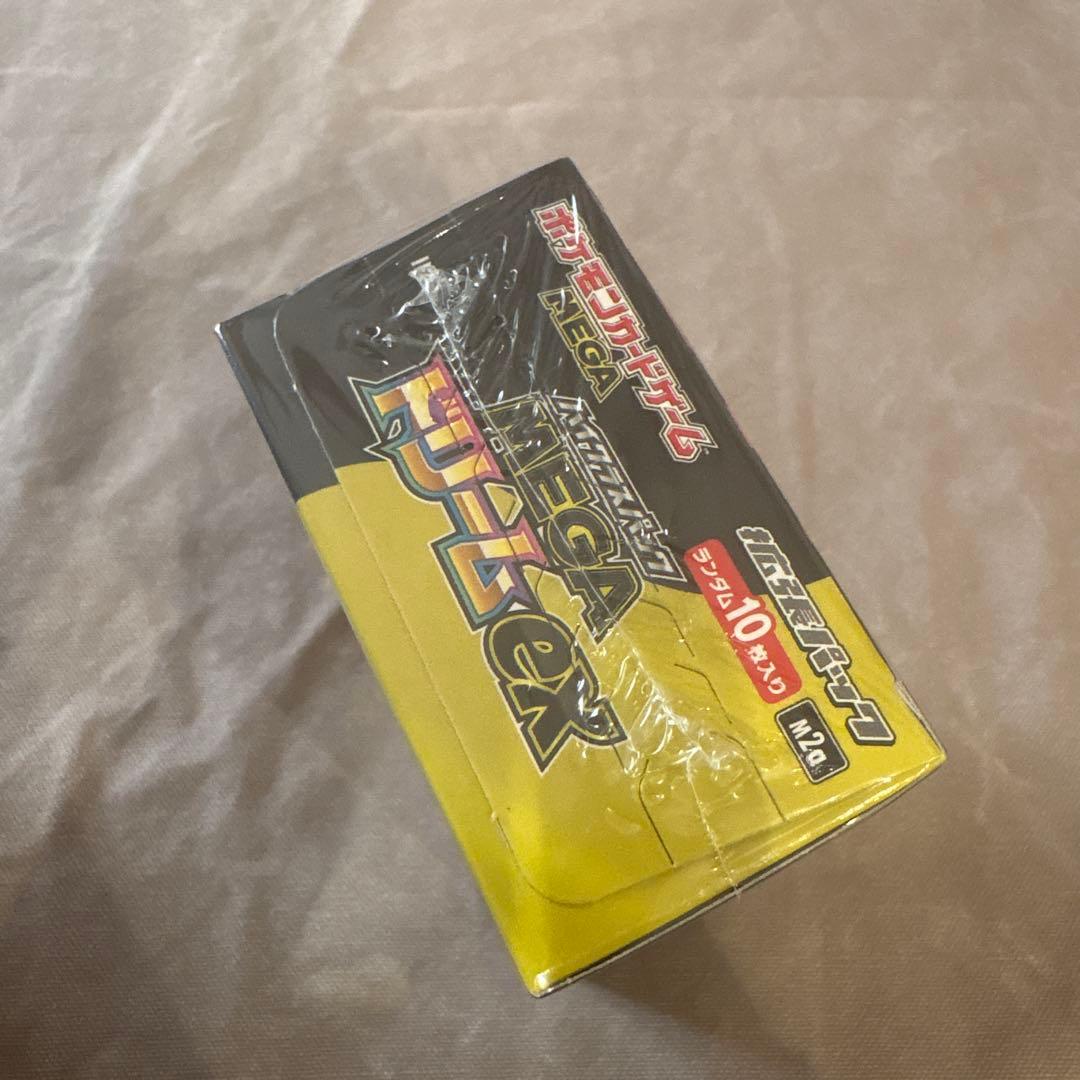 ポケモンカードゲーム
MEGA
拡張パック
ハイクラスパック
MEGA
ドリームex
ランダム10枚入り
M2a